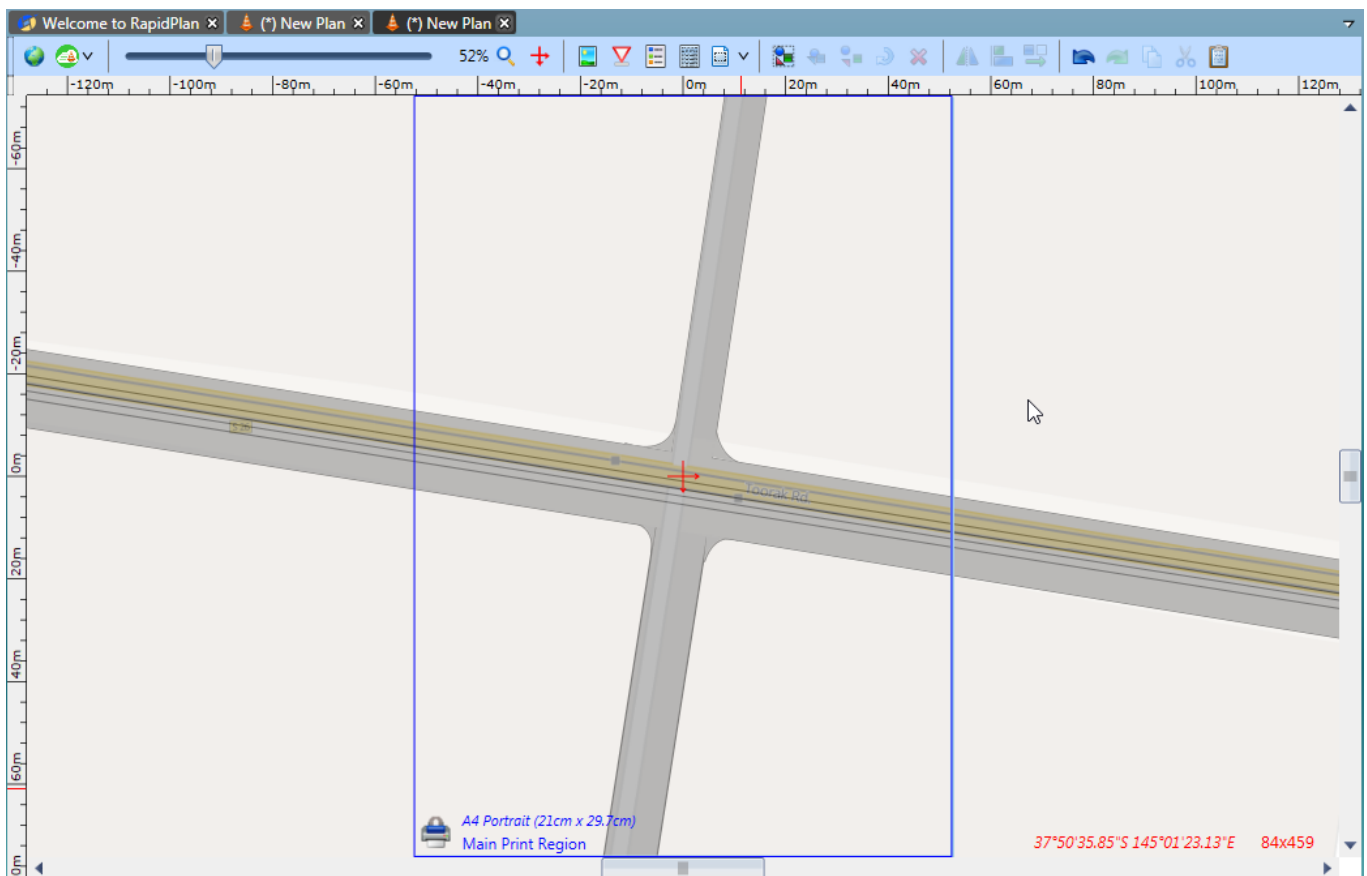 Welcome to RapidPlan
(*) New Plan
(*) New Plan
52%
-120m -100m -80m -60m -40m -20m 0m 20m 40m 60m 80m 100m 120m
-60m
-40m
-20m
0m
20m
40m
60m
0m
S 26
Toorak Rd
A4 Portrait (21cm x 29.7cm)
Main Print Region
37°50'35.85"S 145°01'23.13"E 84x459